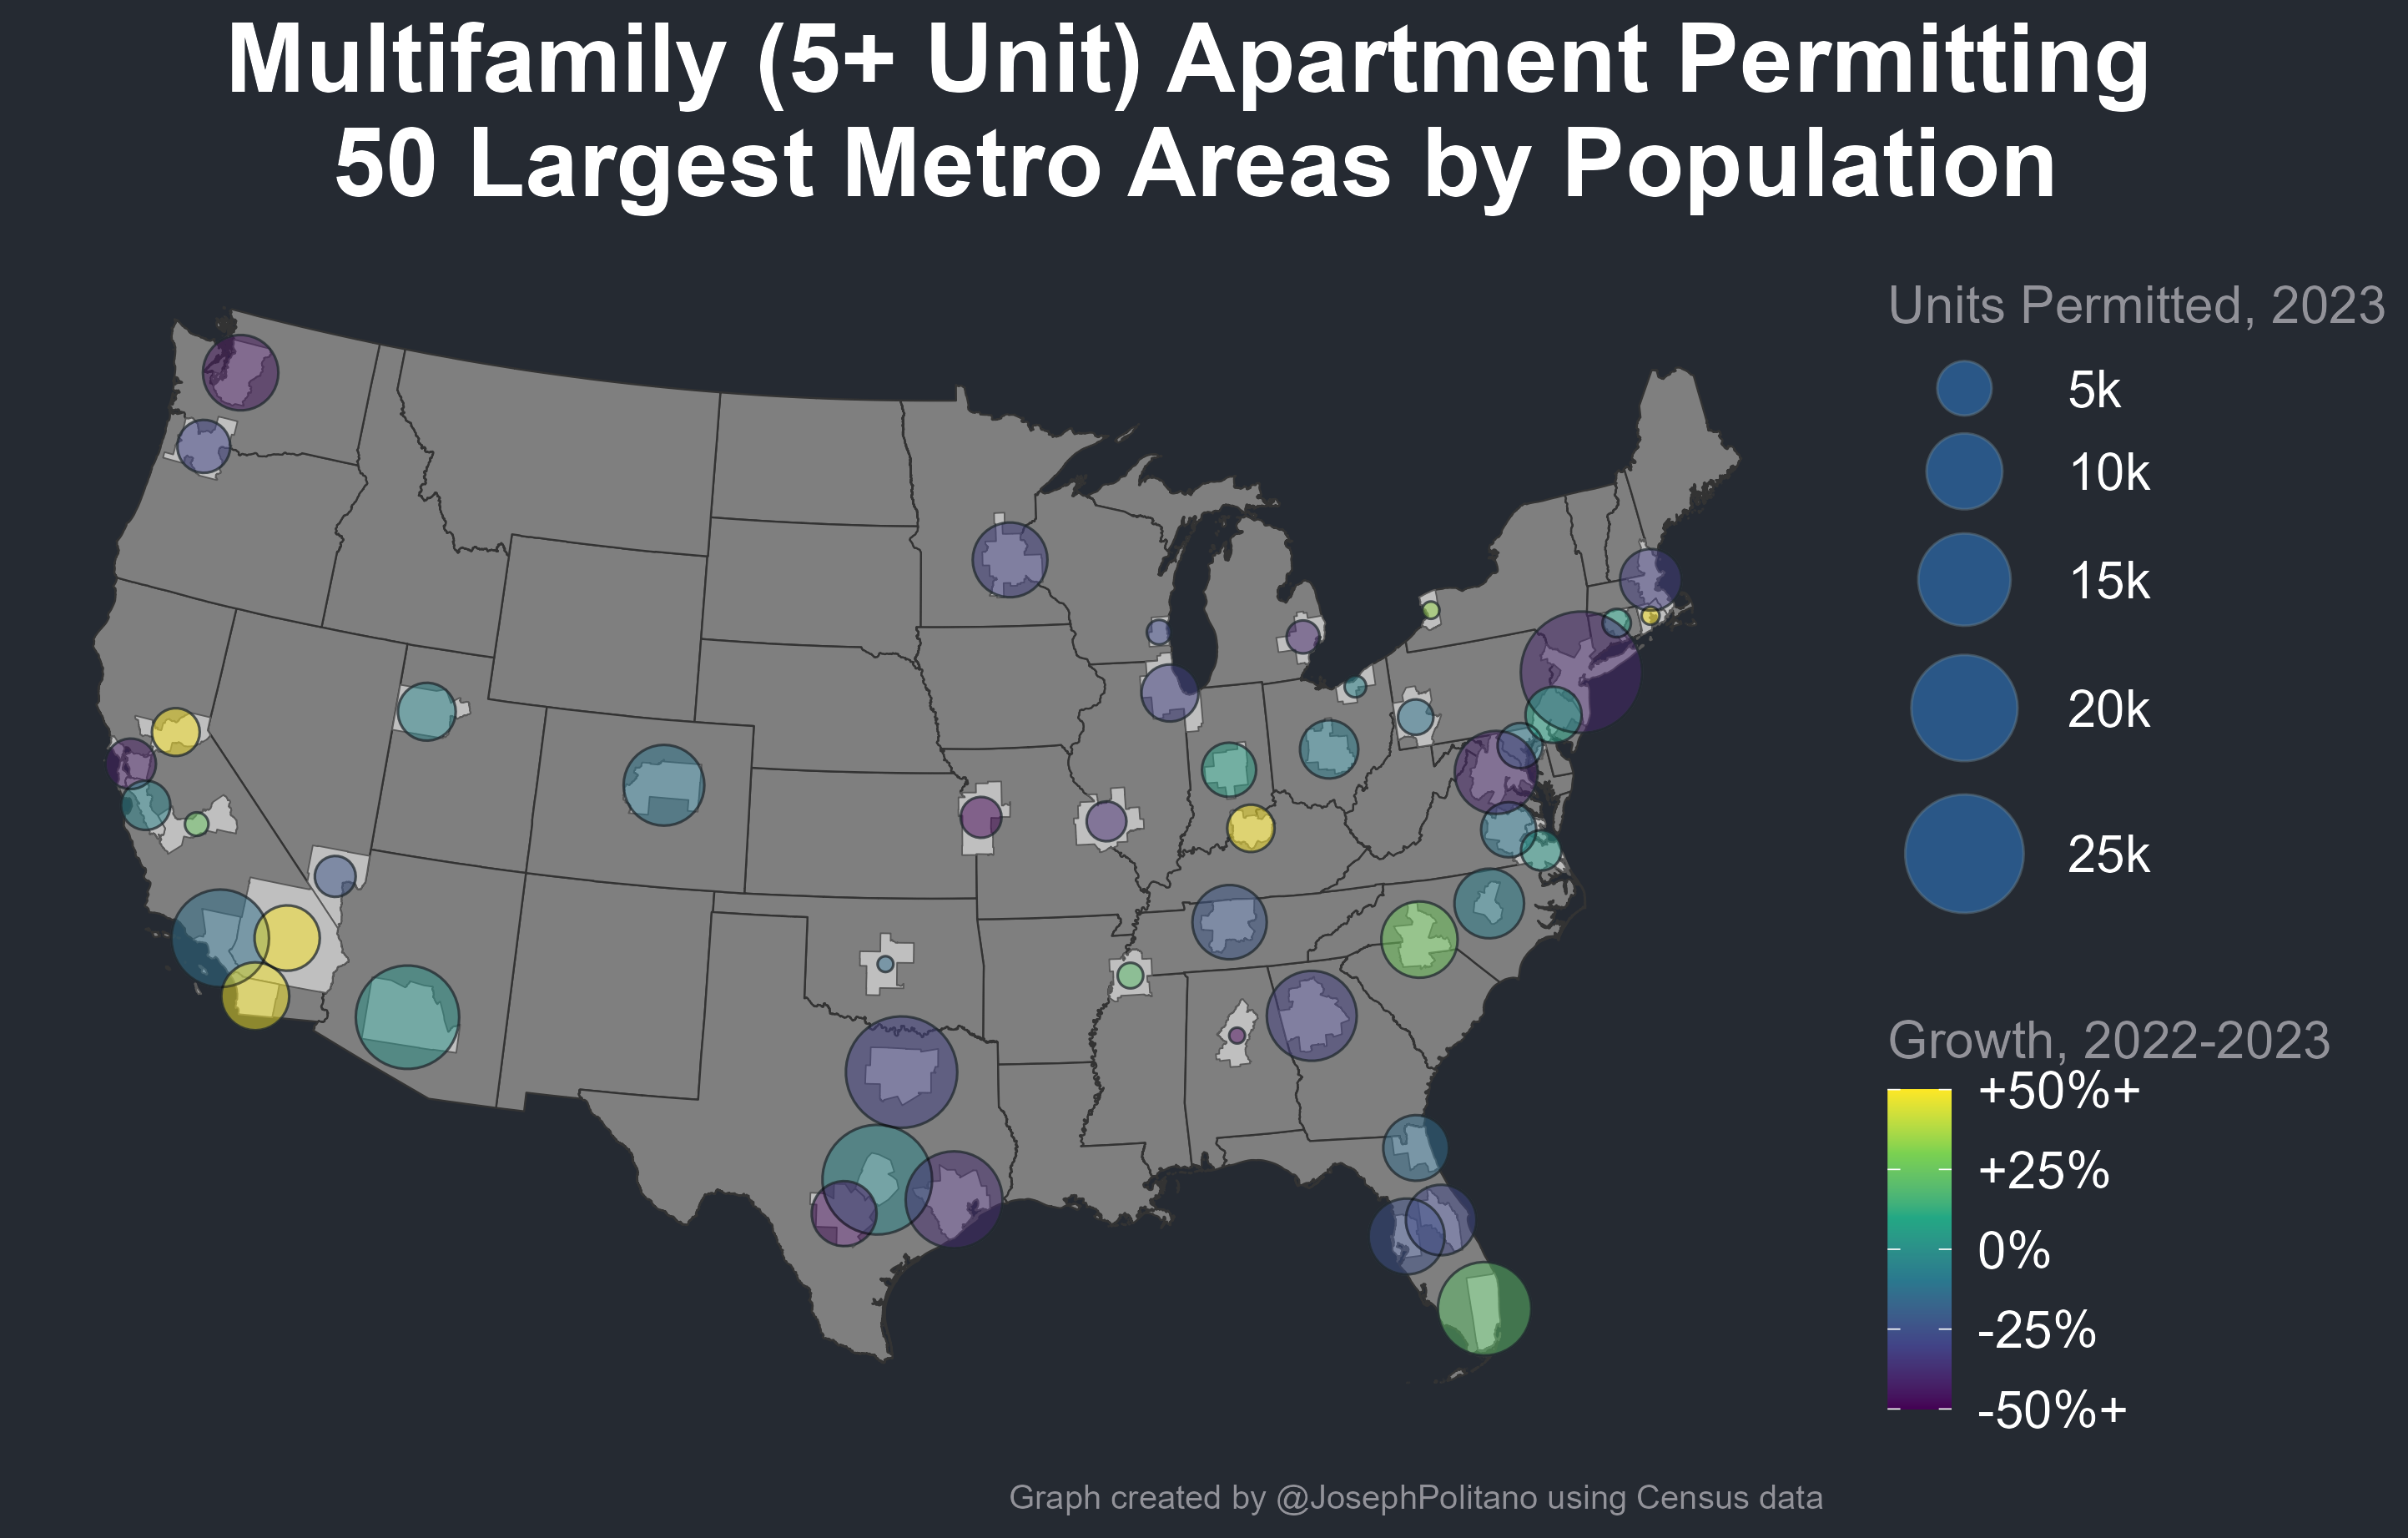 Multifamily (5+ Unit) Apartment Permitting
50 Largest Metro Areas by Population
Units Permitted, 2023
5k
10k
15k
20k
25k
Growth, 2022-2023
+50%+
+25%
0%
-25%
-50%+
Graph created by @JosephPolitano using Census data